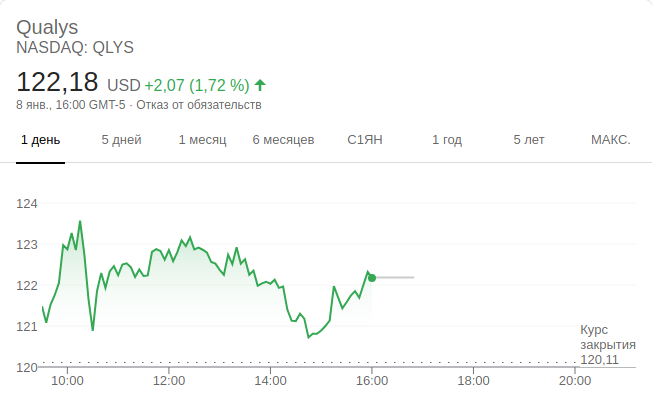 Qualys
NASDAQ: QLYS
122,18 USD +2,07 (1,72 %)
8 янв., 16:00 GMT-5 · Отказ от обязательств
1 день 5 дней 1 месяц 6 месяцев С1ЯН 1 год 5 лет МАКС.
124
123
122
121
120
Курс
закрытия
120,11
10:00 12:00 14:00 16:00 18:00 20:00